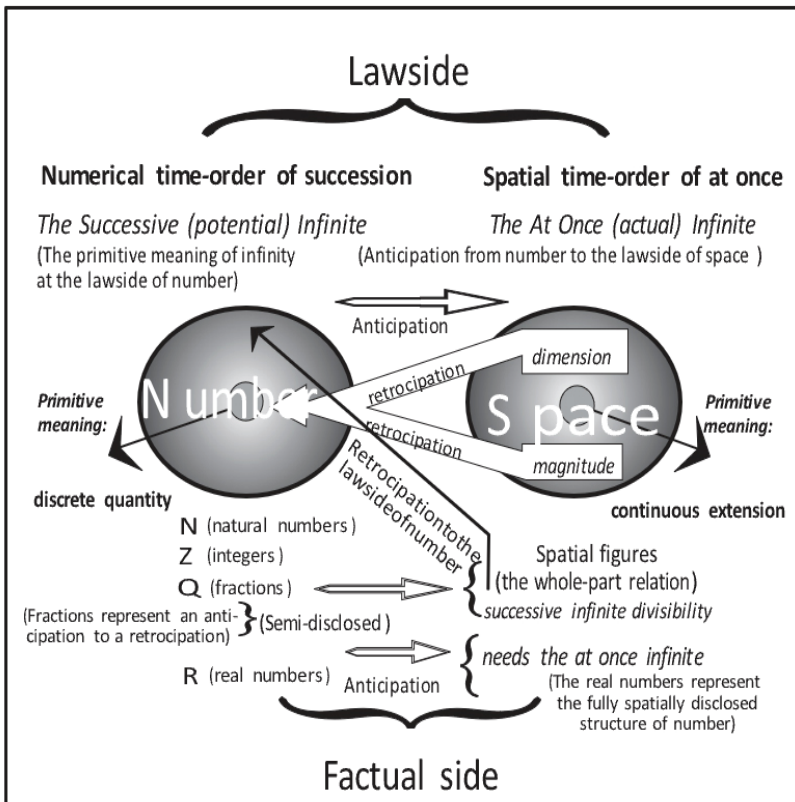 Lawside
Numerical time-order of succession
Spatial time-order of at once
The Successive (potential) Infinite
The At Once (actual) Infinite
(The primitive meaning of infinity
at the lawside of number)
(Anticipation from number to the lawside of space )
Anticipation
Number
Space
dimension
retrocipation
retrocipation
magnitude
Primitive
meaning:
discrete quantity
Primitive
meaning:
continuous extension
Retrocipationtothe
lawsideofnumber
N (natural numbers)
Z (integers)
Q (fractions)
(Fractions represent an anti-
cipation to a retrocipation)
(Semi-disclosed)
R (real numbers)
Anticipation
Spatial figures
(the whole-part relation)
successive infinite divisibility
needs the at once infinite
(The real numbers represent
the fully spatially disclosed
structure of number)
Factual side